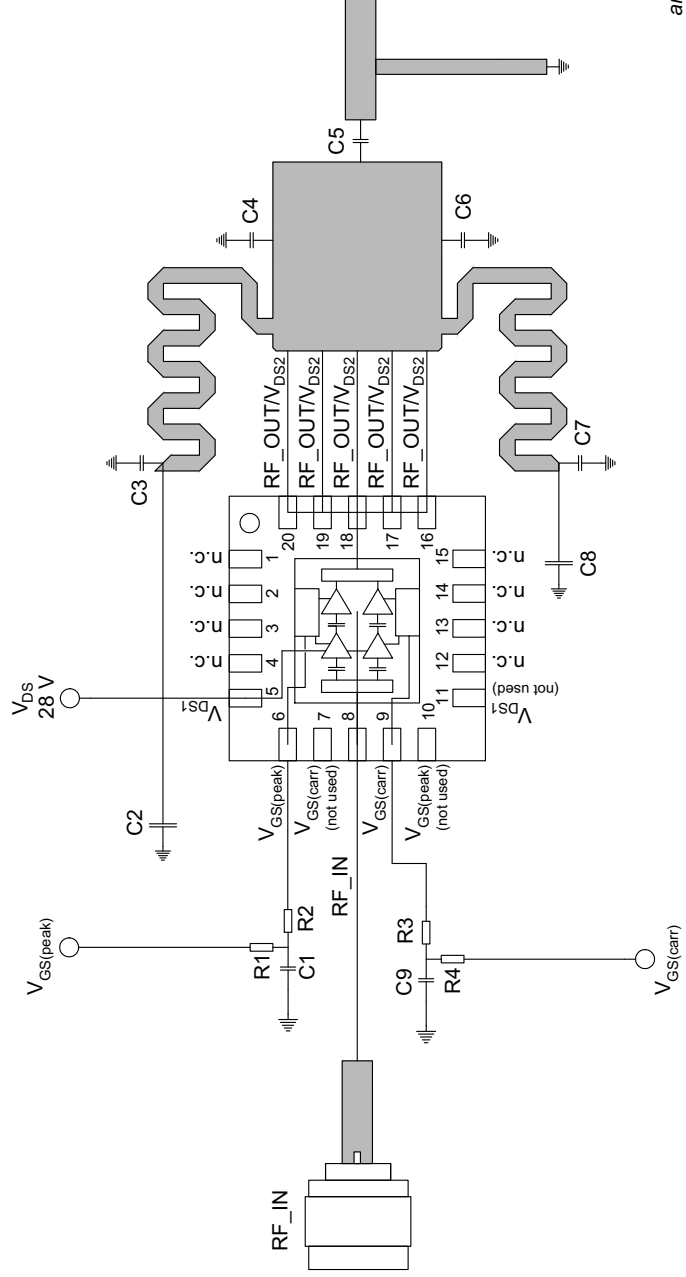 RF_IN
V_GS(peak)
R1
C1
R2
RF_IN
C9
R3
R4
V_GS(carr)
C2
V_DS
28 V
V_GS(peak)
V_GS(carr)
(not used)
V_GS(carr)
V_GS(peak)
(not used)
6
7
8
9
10
V_DS1
5
n.c.
4
n.c.
3
n.c.
2
n.c.
1
11
V_DS1
(not used)
12
n.c.
13
n.c.
14
n.c.
15
n.c.
20
19
18
17
16
RF_OUT/V_DS2
RF_OUT/V_DS2
RF_OUT/V_DS2
RF_OUT/V_DS2
RF_OUT/V_DS2
C3
C4
C5
C6
C7
C8